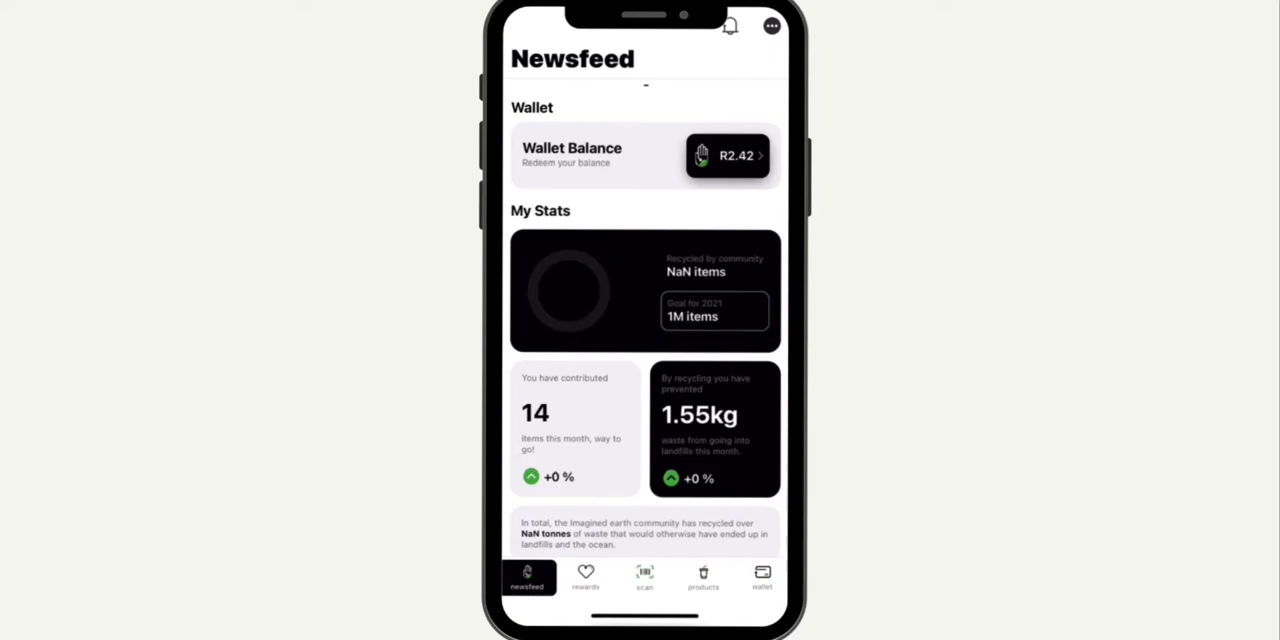 Newsfeed
Wallet
Wallet Balance
Redeem your balance
R2.42
My Stats
Recycled by community
NaN items
Goal for 2021
1M items
You have contributed
14
items this month, way to
go!
+0 %
By recycling you have
prevented
1.55kg
waste from going into
landfills this month.
+0 %
In total, the Imagined earth community has recycled over
NaN tonnes of waste that would otherwise have ended up in
landfills and the ocean.
newsfeed
rewards
scan
products
wallet